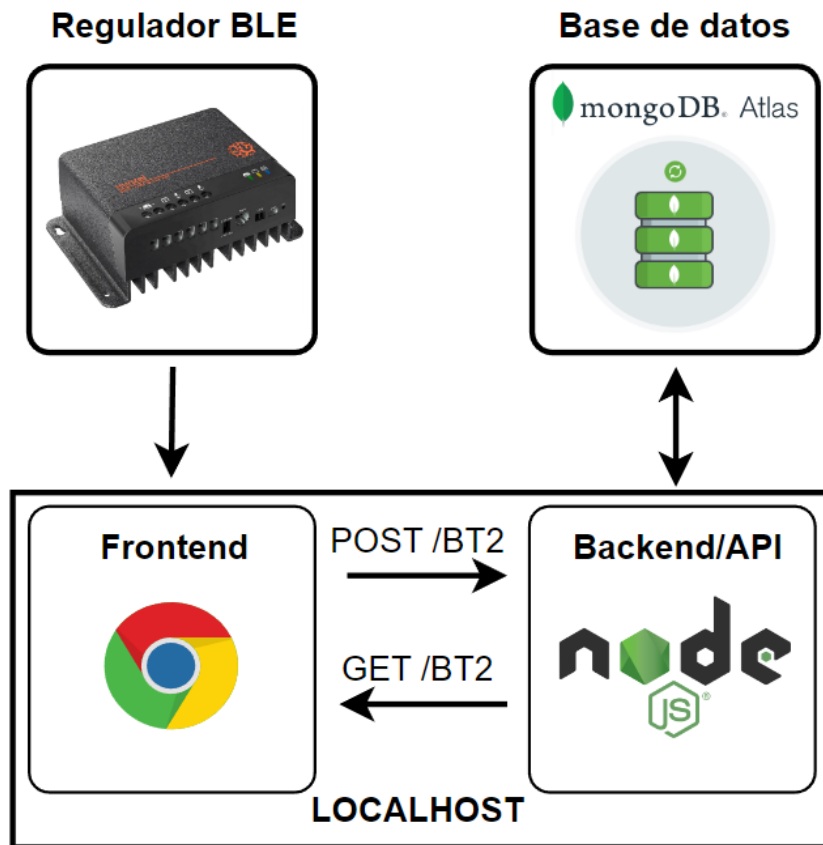 Regulador BLE
Base de datos
mongoDB® Atlas
Frontend
POST /BT2
Backend/API
GET /BT2
node
JS®
LOCALHOST